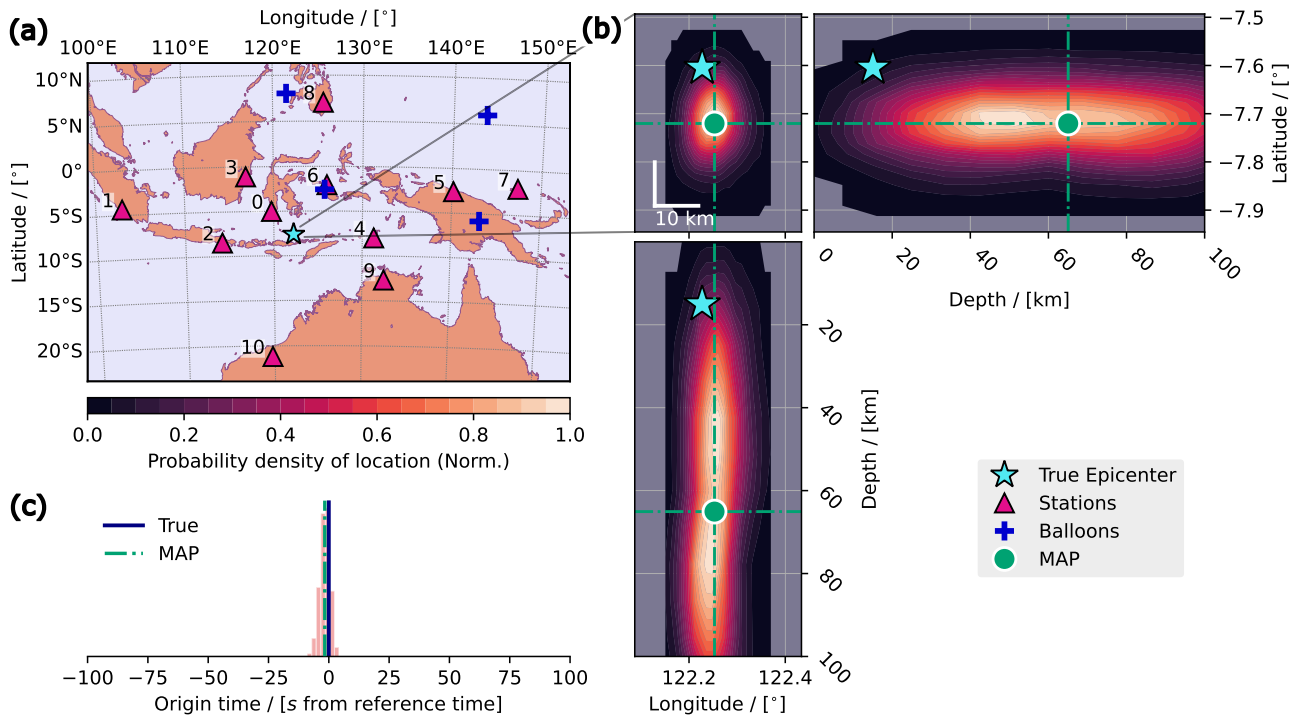 (a)
Longitude / [°]
100°E 110°E 120°E 130°E 140°E 150°E
10°N
5°N
0°
5°S
10°S
15°S
20°S
Latitude / [°]
8
3
6
5
7
1
0
2
4
9
10
0.0 0.2 0.4 0.6 0.8 1.0
Probability density of location (Norm.)
(b)
10 km
−7.5
−7.6
−7.7
−7.8
−7.9
Latitude / [°]
0 20 40 60 80 100
Depth / [km]
20
40
60
80
100
Depth / [km]
122.2 122.4
Longitude / [°]
True Epicenter
Stations
Balloons
MAP
(c)
True
MAP
−100 −75 −50 −25 0 25 50 75 100
Origin time / [s from reference time]